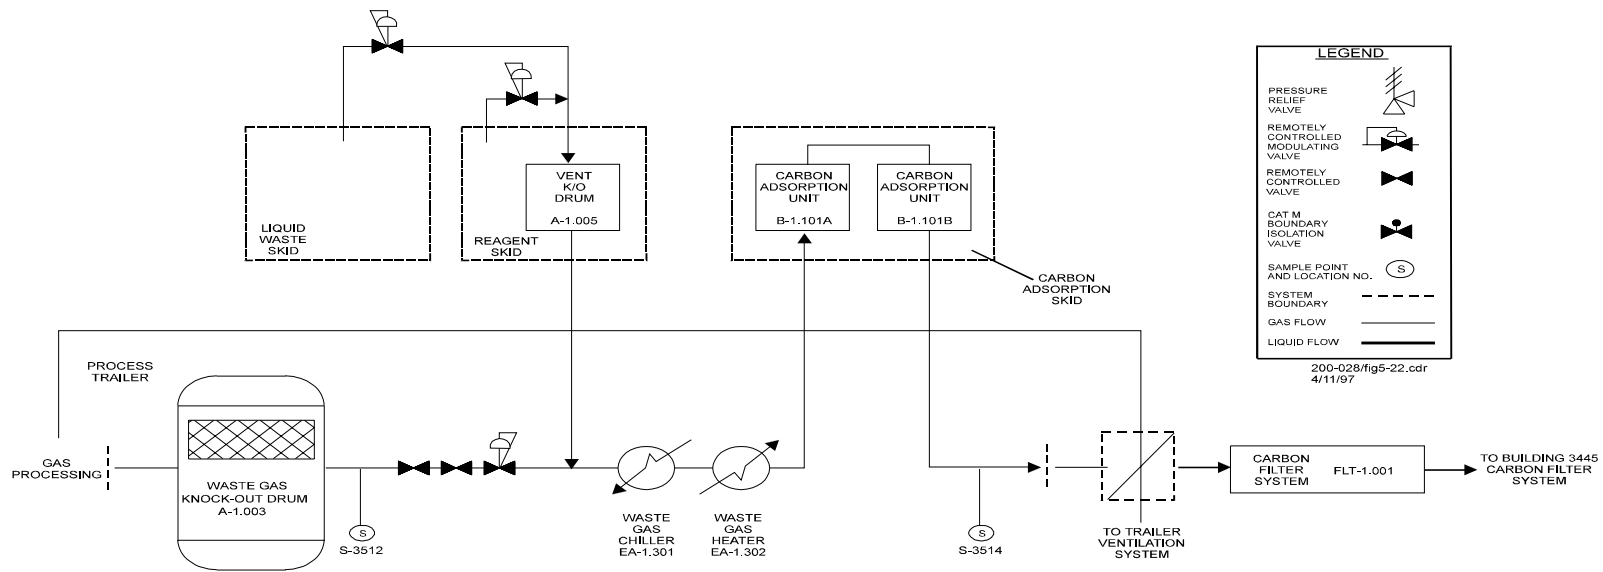 LEGEND
PRESSURE
RELIEF
VALVE
REMOTELY
CONTROLLED
MODULATING
VALVE
REMOTELY
CONTROLLED
VALVE
CAT M
BOUNDARY
ISOLATION
VALVE
SAMPLE POINT
AND LOCATION NO.
S
SYSTEM
BOUNDARY
GAS FLOW
LIQUID FLOW
200-028/fig5-22.cdr
4/11/97
LIQUID
WASTE
SKID
VENT
K/O
DRUM
A-1.005
REAGENT
SKID
CARBON
ADSORPTION
UNIT
B-1.101A
CARBON
ADSORPTION
UNIT
B-1.101B
CARBON
ADSORPTION
SKID
PROCESS
TRAILER
GAS
PROCESSING
WASTE GAS
KNOCK-OUT DRUM
A-1.003
S
S-3512
WASTE
GAS
CHILLER
EA-1.301
WASTE
GAS
HEATER
EA-1.302
S
S-3514
TO TRAILER
VENTILATION
SYSTEM
CARBON
FILTER
SYSTEM
FLT-1.001
TO BUILDING 3445
CARBON FILTER
SYSTEM